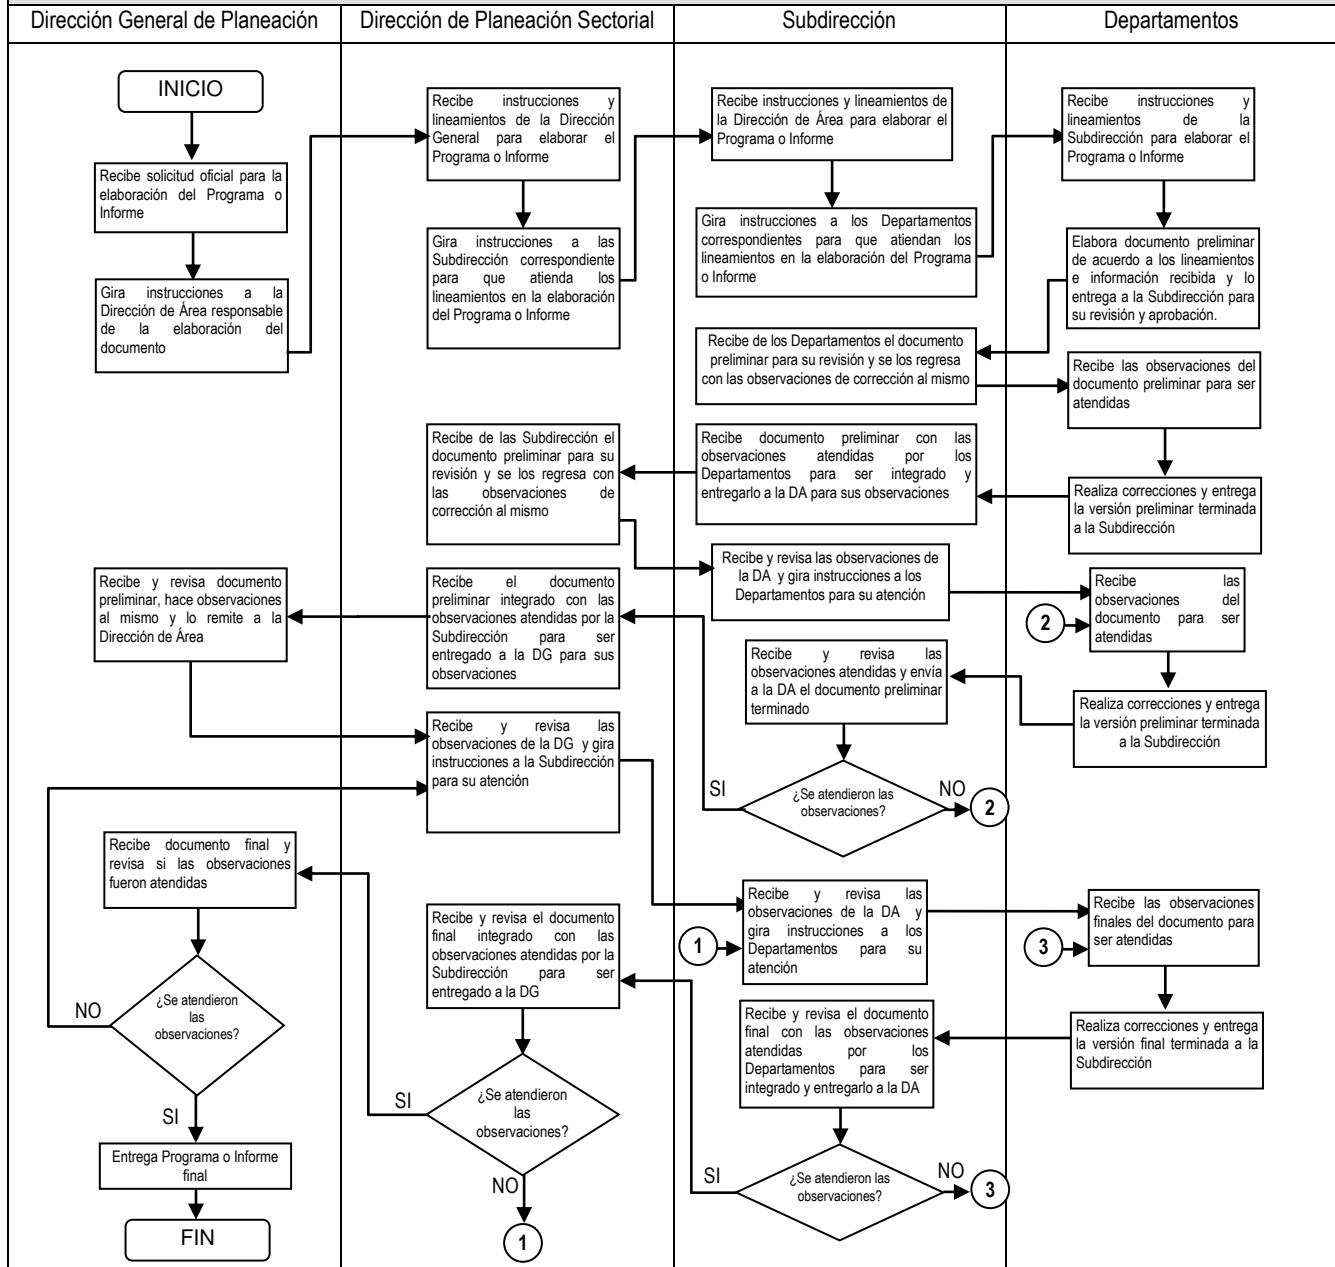 Dirección General de Planeación
Dirección de Planeación Sectorial
Subdirección
Departamentos
INICIO
Recibe solicitud oficial para la
elaboración del Programa o
Informe
Gira instrucciones a la
Dirección de Área responsable
de la elaboración del
documento
Recibe instrucciones y
lineamientos de la Dirección
General para elaborar el
Programa o Informe
Gira instrucciones a las
Subdirección correspondiente
para que atienda los
lineamientos en la elaboración
del Programa o Informe
Recibe instrucciones y lineamientos de
la Dirección de Área para elaborar el
Programa o Informe
Gira instrucciones a los Departamentos
correspondientes para que atiendan los
lineamientos en la elaboración del Programa
o Informe
Recibe instrucciones y
lineamientos de la
Subdirección para elaborar el
Programa o Informe
Elabora documento preliminar
de acuerdo a los lineamientos
e información recibida y lo
entrega a la Subdirección para
su revisión y aprobación.
Recibe de los Departamentos el documento
preliminar para su revisión y se los regresa
con las observaciones de corrección al mismo
Recibe las observaciones del
documento preliminar para ser
atendidas
Realiza correcciones y entrega
la versión preliminar terminada
a la Subdirección
Recibe documento preliminar con las
observaciones atendidas por los
Departamentos para ser integrado y
entregarlo a la DA para sus observaciones
Recibe de las Subdirección el
documento preliminar para su
revisión y se los regresa con
las observaciones de
corrección al mismo
Recibe y revisa las observaciones de
la DA y gira instrucciones a los
Departamentos para su atención
Recibe las
observaciones del
documento para ser
atendidas
2
Realiza correcciones y entrega
la versión preliminar terminada
a la Subdirección
Recibe y revisa las
observaciones atendidas y envía
a la DA el documento preliminar
terminado
¿Se atendieron las
observaciones?
SI
NO
2
Recibe el documento
preliminar integrado con las
observaciones atendidas por la
Subdirección para ser
entregado a la DG para sus
observaciones
Recibe y revisa documento
preliminar, hace observaciones
al mismo y lo remite a la
Dirección de Área
Recibe y revisa las
observaciones de la DG y gira
instrucciones a la Subdirección
para su atención
Recibe y revisa las
observaciones de la DA y
gira instrucciones a los
Departamentos para su
atención
1
Recibe las observaciones
finales del documento para
ser atendidas
3
Realiza correcciones y entrega
la versión final terminada a la
Subdirección
Recibe y revisa el documento
final con las observaciones
atendidas por los
Departamentos para ser
integrado y entregarlo a la DA
¿Se atendieron las
observaciones?
SI
NO
3
Recibe y revisa el documento
final integrado con las
observaciones atendidas por la
Subdirección para ser
entregado a la DG
¿Se atendieron
las
observaciones?
SI
NO
1
Recibe documento final y
revisa si las observaciones
fueron atendidas
¿Se atendieron
las
observaciones?
NO
SI
Entrega Programa o Informe
final
FIN